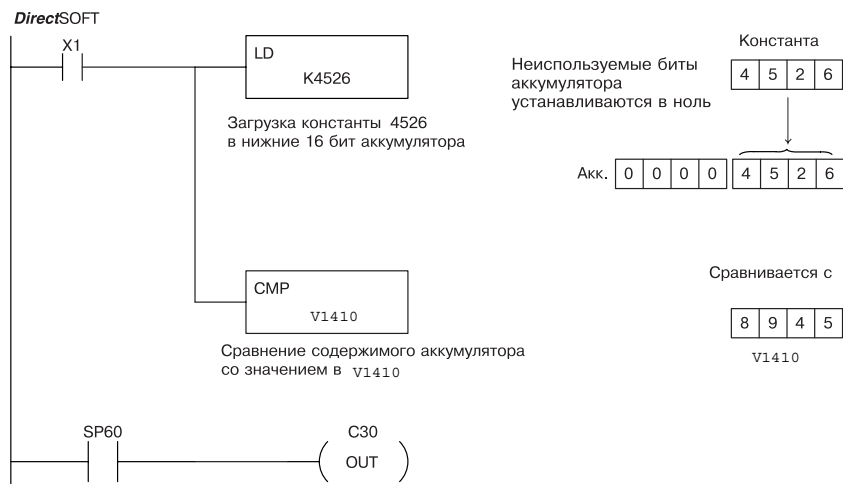 DirectSOFT
X1
LD
K4526
Загрузка константы 4526
в нижние 16 бит аккумулятора
Неиспользуемые биты
аккумулятора
устанавливаются в ноль
Константа
4 5 2 6
Акк. 0 0 0 0 4 5 2 6
CMP
V1410
Сравнение содержимого аккумулятора
со значением в V1410
Сравнивается с
8 9 4 5
V1410
SP60
C30
OUT